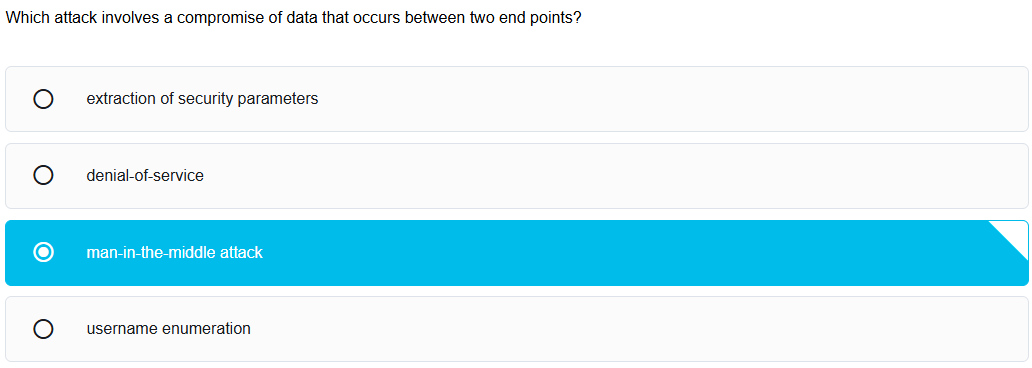 Which attack involves a compromise of data that occurs between two end points?
extraction of security parameters
denial-of-service
man-in-the-middle attack
username enumeration